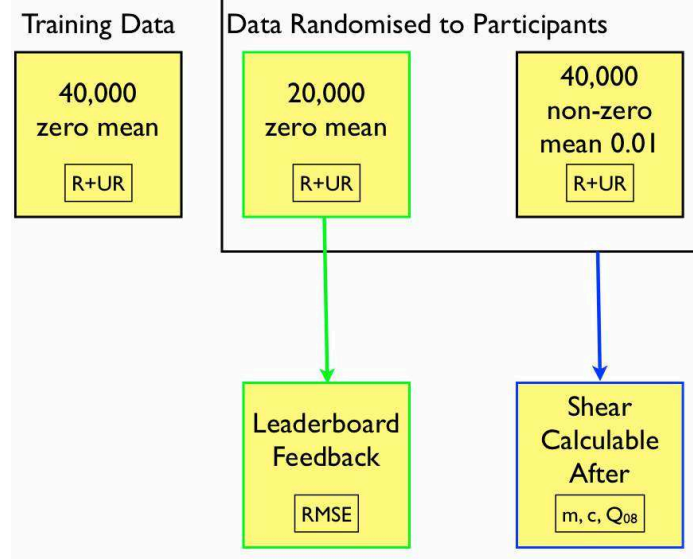 Training Data
Data Randomised to Participants
40,000
zero mean
R+UR
20,000
zero mean
R+UR
40,000
non-zero
mean 0.01
R+UR
Leaderboard
Feedback
RMSE
Shear
Calculable
After
m, c, Q₀₈